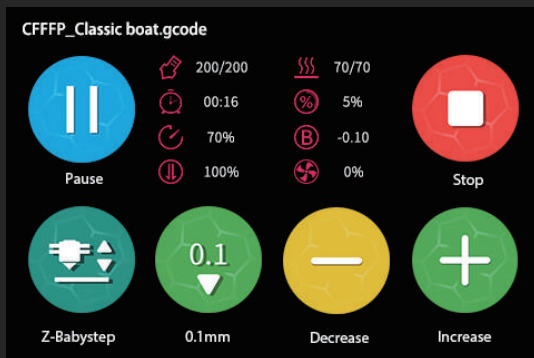 CFFFP_Classic boat.gcode
200/200
70/70
00:16
%
5%
70%
B
-0.10
100%
0%
Pause
Stop
0.1
Z-Babystep
0.1mm
Decrease
Increase